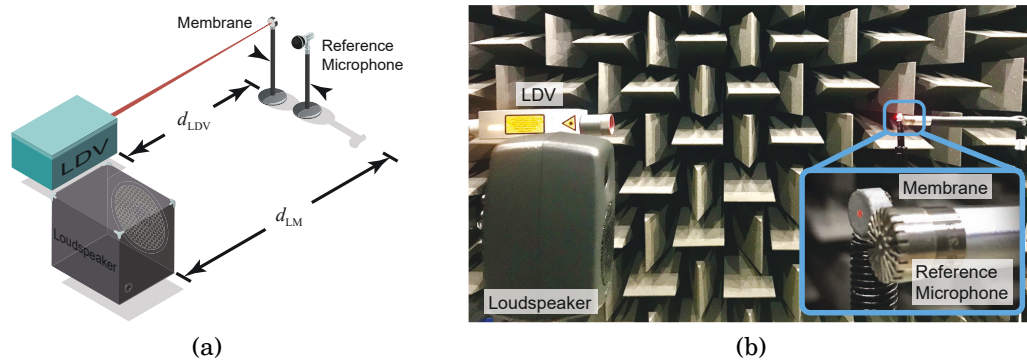 Membrane
Reference
Microphone
d_LDV
LDV
Loudspeaker
d_LM
(a)
LDV
Membrane
Reference
Microphone
Loudspeaker
(b)